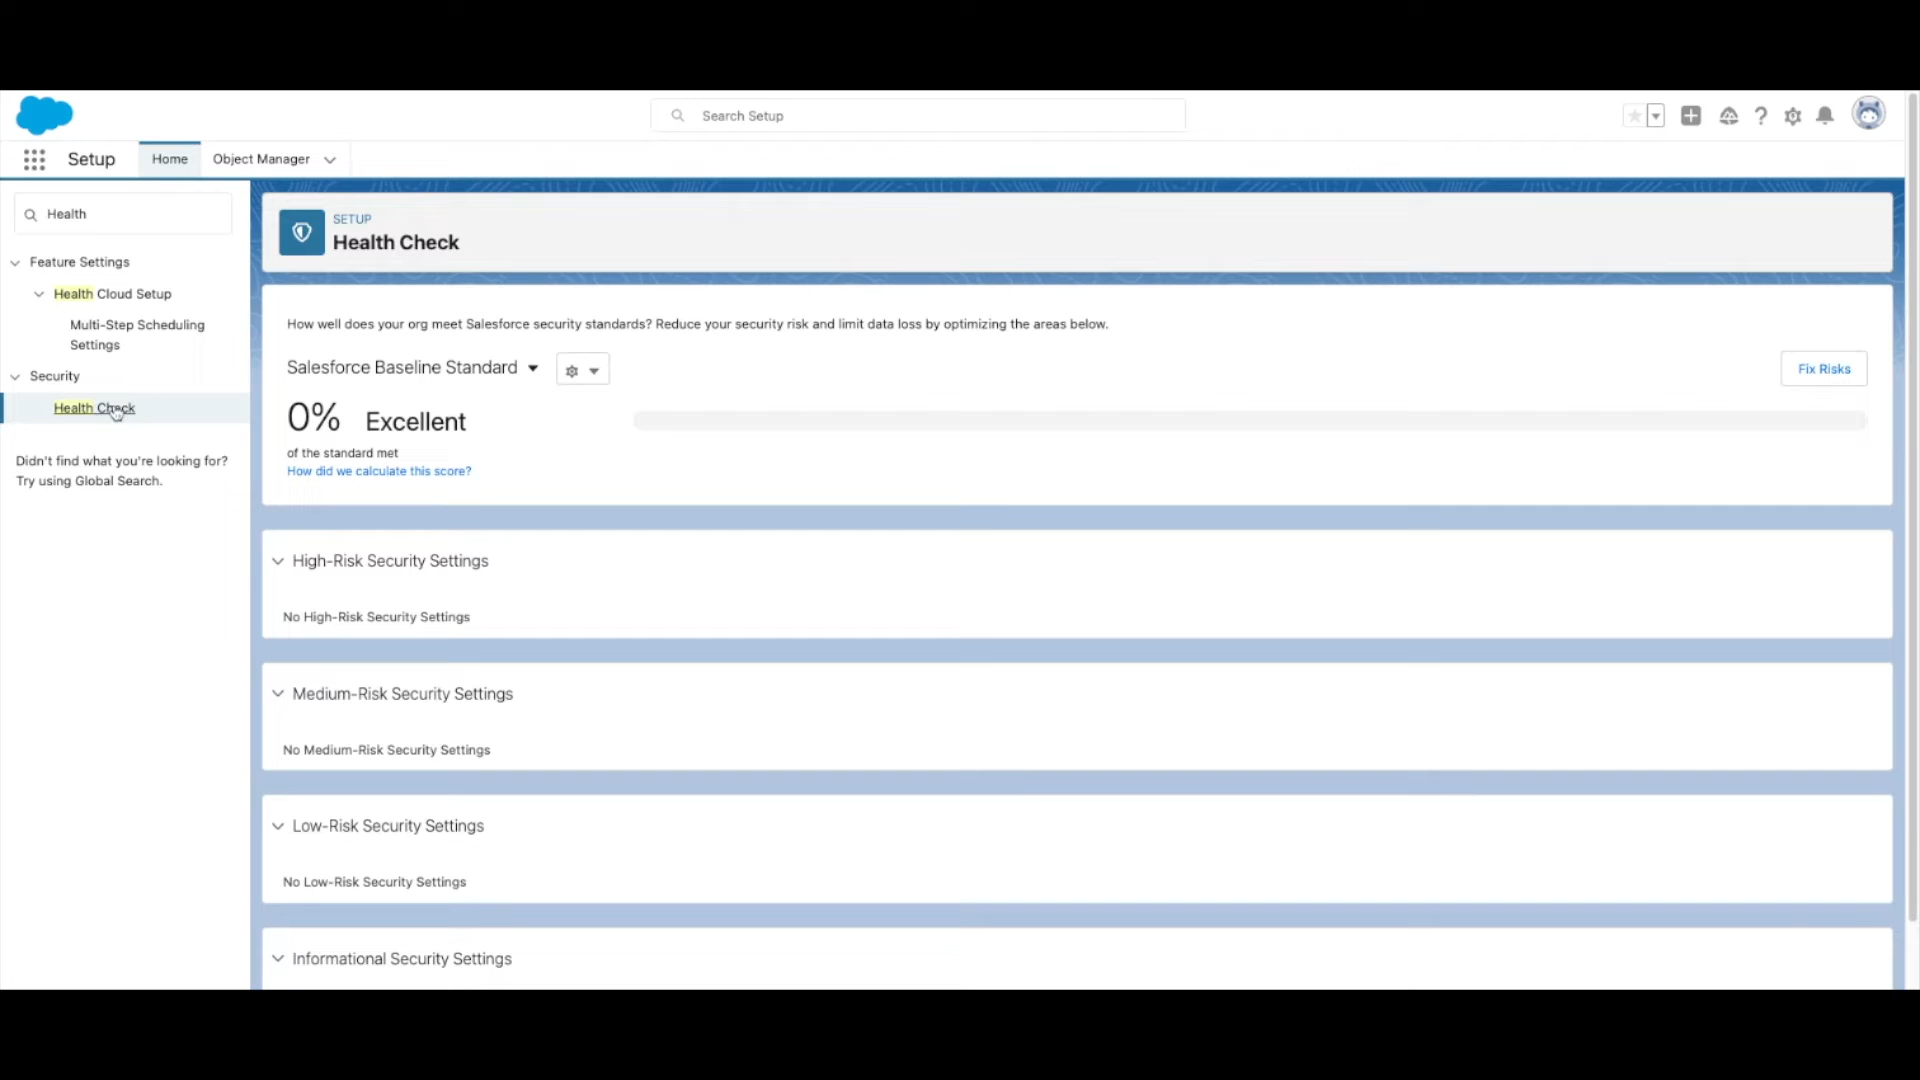 Search Setup
Setup
Home
Object Manager
Health
Feature Settings
Health Cloud Setup
Multi-Step Scheduling
Settings
Security
Health Check
Didn't find what you're looking for?
Try using Global Search.
SETUP
Health Check
How well does your org meet Salesforce security standards? Reduce your security risk and limit data loss by optimizing the areas below.
Salesforce Baseline Standard
Fix Risks
0% Excellent
of the standard met
How did we calculate this score?
High-Risk Security Settings
No High-Risk Security Settings
Medium-Risk Security Settings
No Medium-Risk Security Settings
Low-Risk Security Settings
No Low-Risk Security Settings
Informational Security Settings